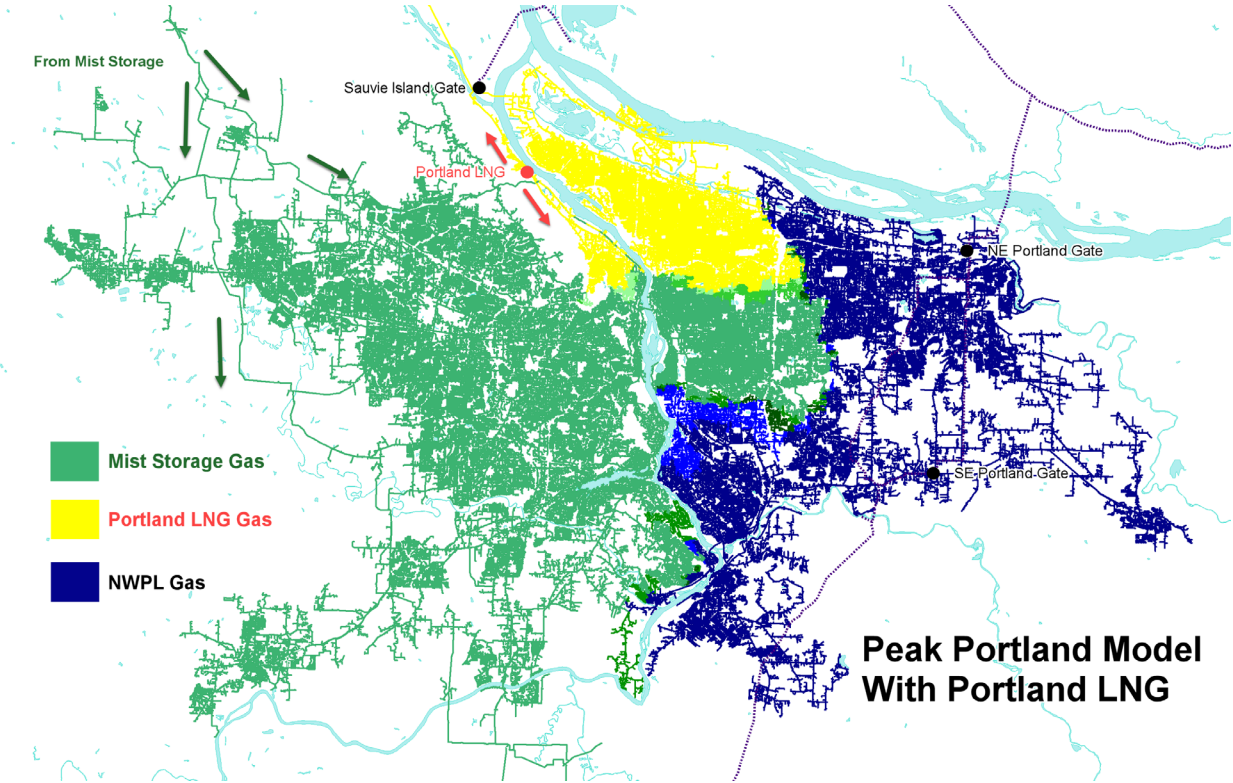 From Mist Storage
Sauvie Island Gate
Portland LNG
NE Portland Gate
Mist Storage Gas
SE Portland Gate
Portland LNG Gas
NWPL Gas
Peak Portland Model
With Portland LNG